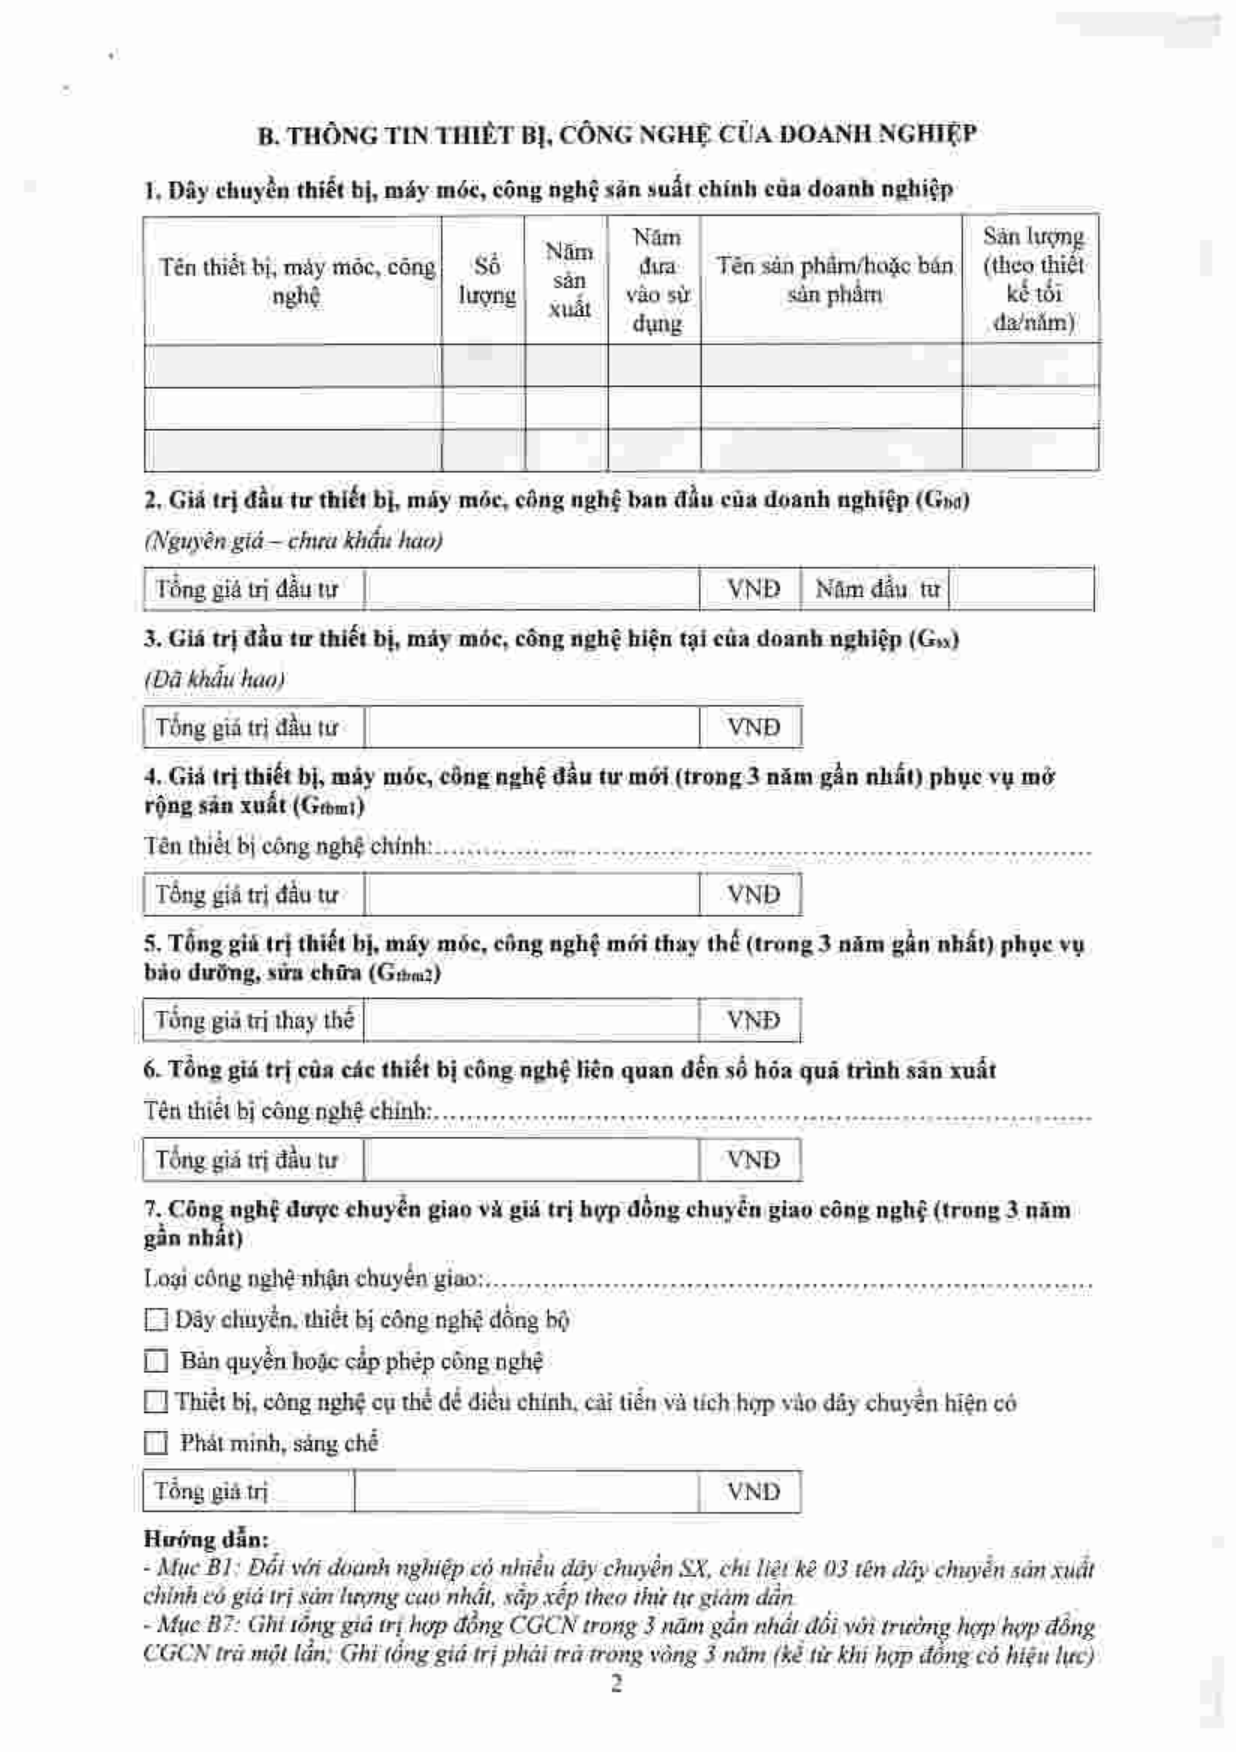 B. THÔNG TIN THIẾT BỊ, CÔNG NGHỆ CỦA DOANH NGHIỆP
1. Dây chuyền thiết bị, máy móc, công nghệ sản suất chính của doanh nghiệp
Tên thiết bị, máy móc, công nghệ
Số lượng
Năm sản xuất
Năm đưa vào sử dụng
Tên sản phẩm/hoặc bán sản phẩm
Sản lượng (theo thiết kế tối đa/năm)
2. Giá trị đầu tư thiết bị, máy móc, công nghệ ban đầu của doanh nghiệp (Gbđ)
(Nguyên giá – chưa khấu hao)
Tổng giá trị đầu tư VNĐ Năm đầu tư
3. Giá trị đầu tư thiết bị, máy móc, công nghệ hiện tại của doanh nghiệp (Gsx)
(Đã khấu hao)
Tổng giá trị đầu tư VNĐ
4. Giá trị thiết bị, máy móc, công nghệ đầu tư mới (trong 3 năm gần nhất) phục vụ mở
rộng sản xuất (Gtbm1)
Tên thiết bị công nghệ chính:
Tổng giá trị đầu tư VNĐ
5. Tổng giá trị thiết bị, máy móc, công nghệ mới thay thế (trong 3 năm gần nhất) phục vụ
bảo dưỡng, sửa chữa (Gtbm2)
Tổng giá trị thay thế VNĐ
6. Tổng giá trị của các thiết bị công nghệ liên quan đến số hóa quá trình sản xuất
Tên thiết bị công nghệ chính:
Tổng giá trị đầu tư VNĐ
7. Công nghệ được chuyển giao và giá trị hợp đồng chuyển giao công nghệ (trong 3 năm
gần nhất)
Loại công nghệ nhận chuyển giao:
☐ Dây chuyền, thiết bị công nghệ đồng bộ
☐ Bản quyền hoặc cấp phép công nghệ
☐ Thiết bị, công nghệ cụ thể để điều chỉnh, cải tiến và tích hợp vào dây chuyền hiện có
☐ Phát minh, sáng chế
Tổng giá trị VNĐ
Hướng dẫn:
- Mục B1: Đối với doanh nghiệp có nhiều dây chuyền SX, chỉ liệt kê 03 tên dây chuyền sản xuất
chính có giá trị sản lượng cao nhất, sắp xếp theo thứ tự giảm dần.
- Mục B7: Ghi tổng giá trị hợp đồng CGCN trong 3 năm gần nhất đối với trường hợp hợp đồng
CGCN trả một lần; Ghi tổng giá trị phải trả trong vòng 3 năm (kể từ khi hợp đồng có hiệu lực)
2